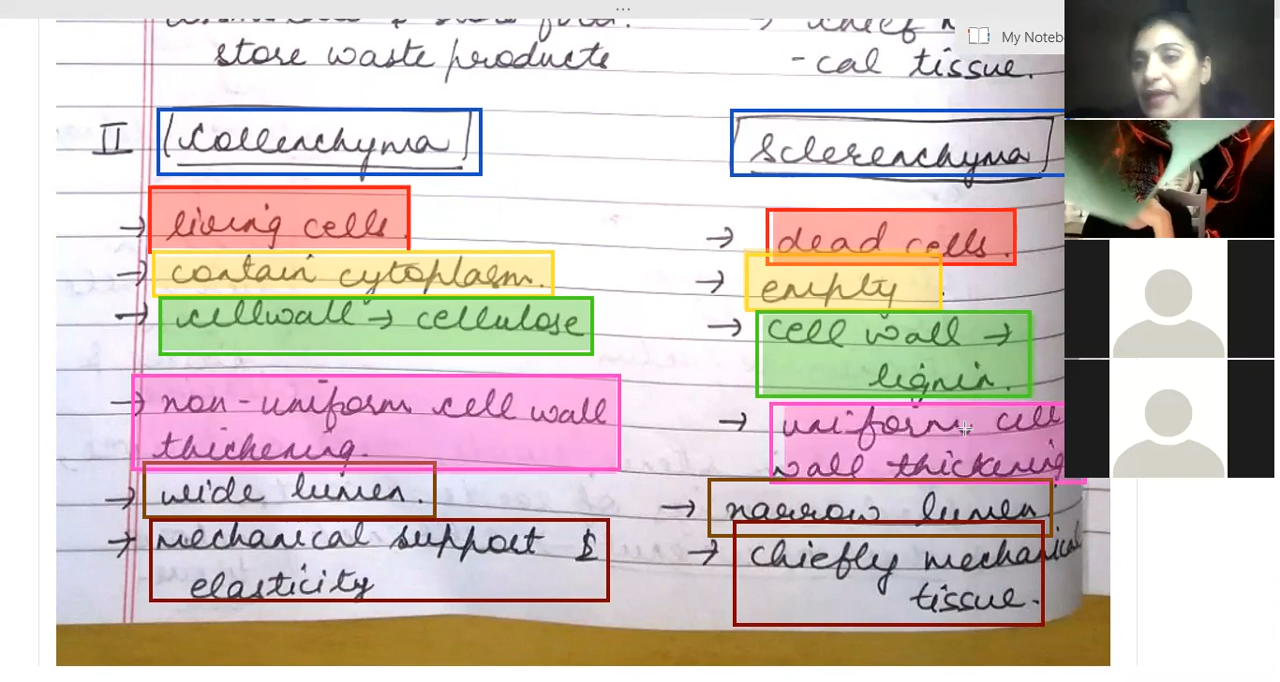 store waste products
-cal tissue.
My Noteb
II Collenchyma
Sclerenchyma
→ living cells.
→ dead cells.
→ contain cytoplasm.
→ empty.
→ cellwall → cellulose
→ cell wall →
lignin.
→ non-uniform cell wall
thickening.
→ uniform cell
wall thickening
→ wide lumen.
→ narrow lumen
→ mechanical support &
elasticity
→ chiefly mechanical
tissue.